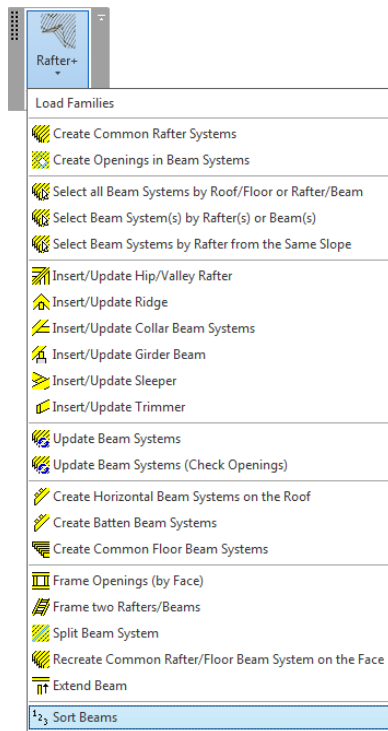 Rafter+
Load Families
Create Common Rafter Systems
Create Openings in Beam Systems
Select all Beam Systems by Roof/Floor or Rafter/Beam
Select Beam System(s) by Rafter(s) or Beam(s)
Select Beam Systems by Rafter from the Same Slope
Insert/Update Hip/Valley Rafter
Insert/Update Ridge
Insert/Update Collar Beam Systems
Insert/Update Girder Beam
Insert/Update Sleeper
Insert/Update Trimmer
Update Beam Systems
Update Beam Systems (Check Openings)
Create Horizontal Beam Systems on the Roof
Create Batten Beam Systems
Create Common Floor Beam Systems
Frame Openings (by Face)
Frame two Rafters/Beams
Split Beam System
Recreate Common Rafter/Floor Beam System on the Face
Extend Beam
123 Sort Beams